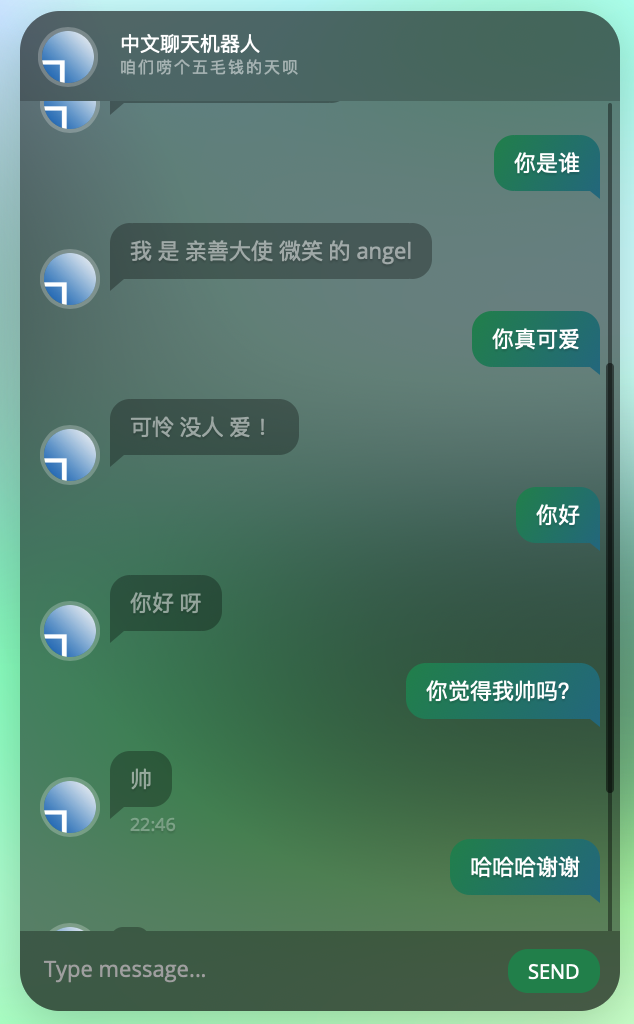 中文聊天机器人
咱们唠个五毛钱的天呗
你是谁
我 是 亲善大使 微笑 的 angel
你真可爱
可怜 没人 爱！
你好
你好 呀
你觉得我帅吗？
帅
22:46
哈哈哈谢谢
Type message...
SEND